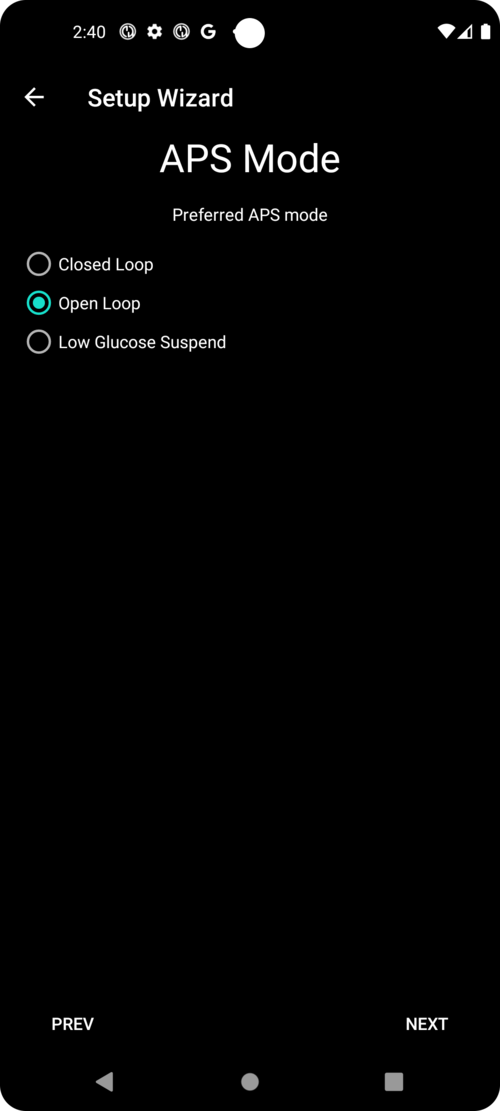 2:40
Setup Wizard
APS Mode
Preferred APS mode
Closed Loop
Open Loop
Low Glucose Suspend
PREV
NEXT